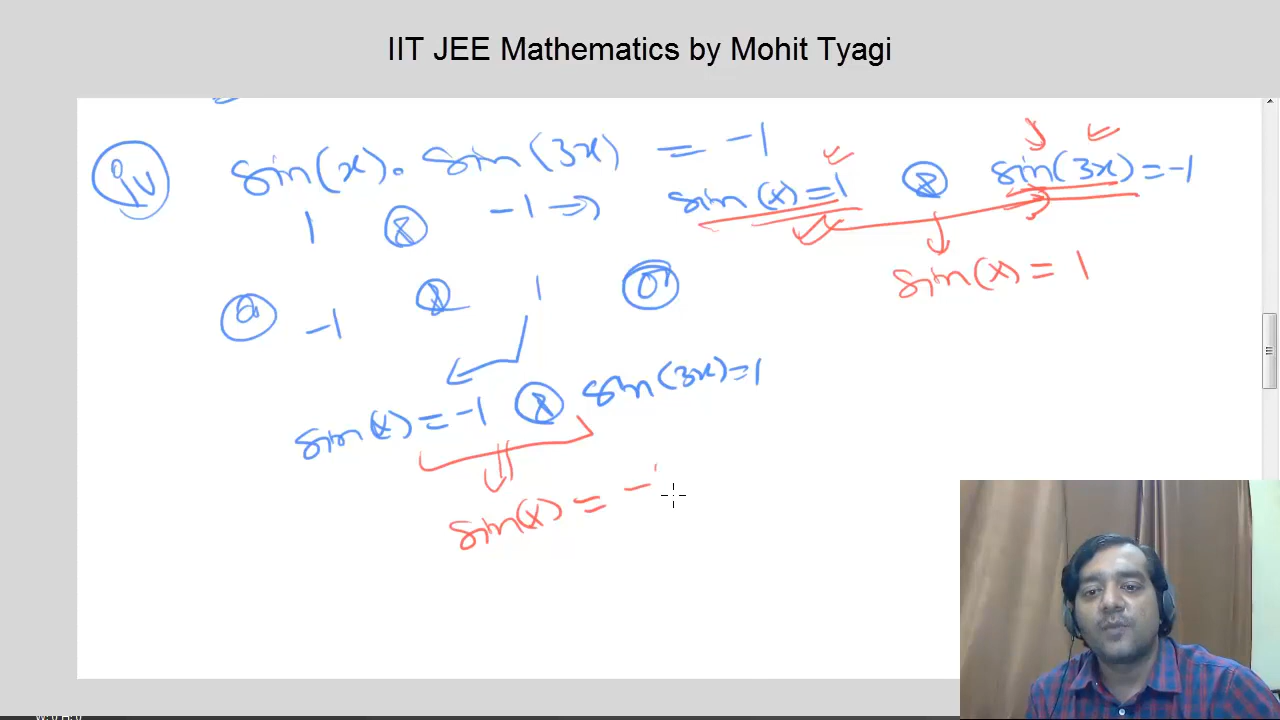 IIT JEE Mathematics by Mohit Tyagi
iv sin(x). sin(3x) = -1
1 & -1 ⇒ sin(x)=1 & sin(3x)=-1
sin(x) = 1
or -1 & 1 or
sin(x) = -1 & sin(3x)=1
sin(x) = -